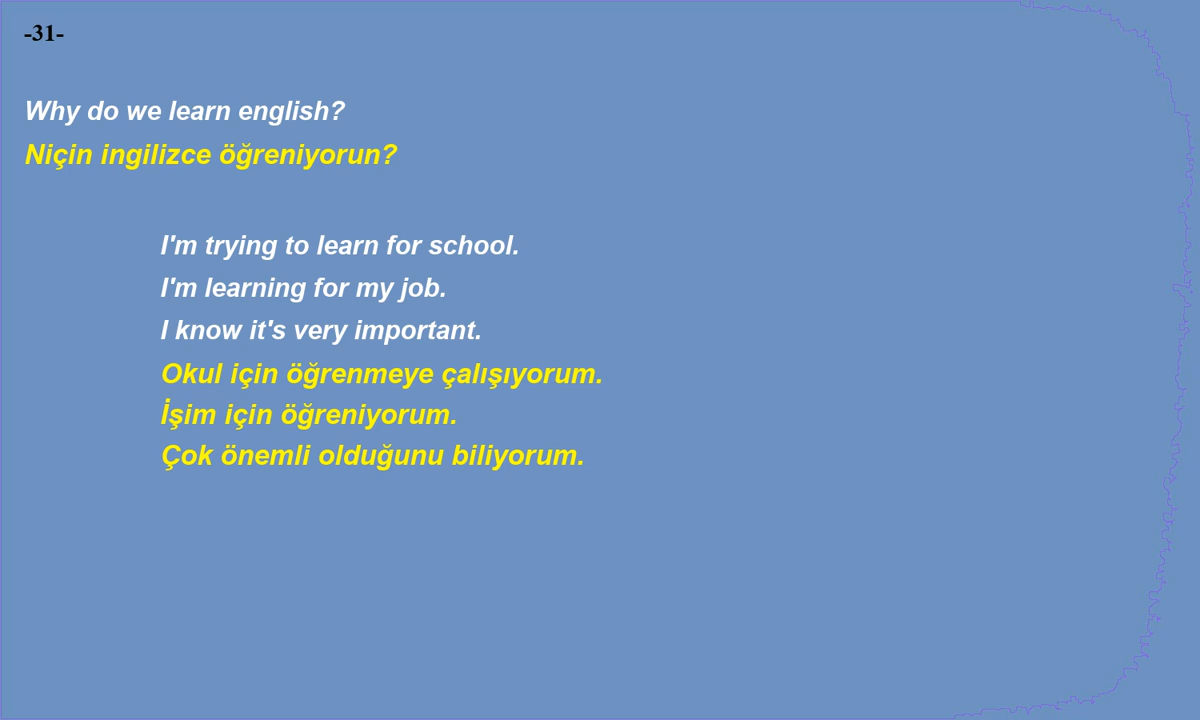 -31-
Why do we learn english?
Niçin ingilizce öğreniyorun?
I'm trying to learn for school.
I'm learning for my job.
I know it's very important.
Okul için öğrenmeye çalışıyorum.
İşim için öğreniyorum.
Çok önemli olduğunu biliyorum.